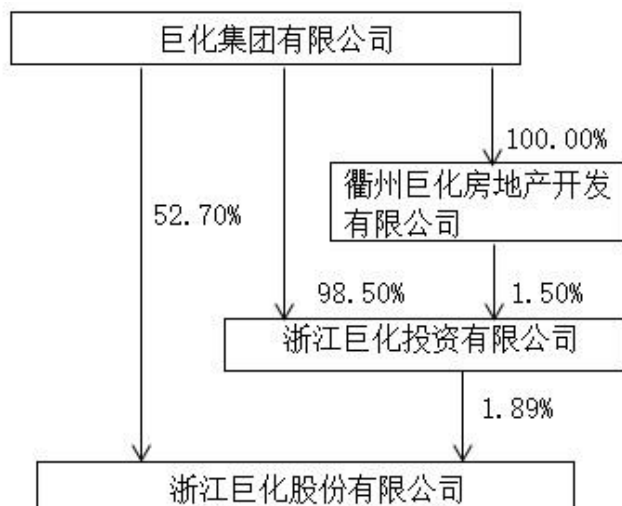 巨化集团有限公司
100.00%
衢州巨化房地产开发
有限公司
52.70%
98.50%
1.50%
浙江巨化投资有限公司
1.89%
浙江巨化股份有限公司